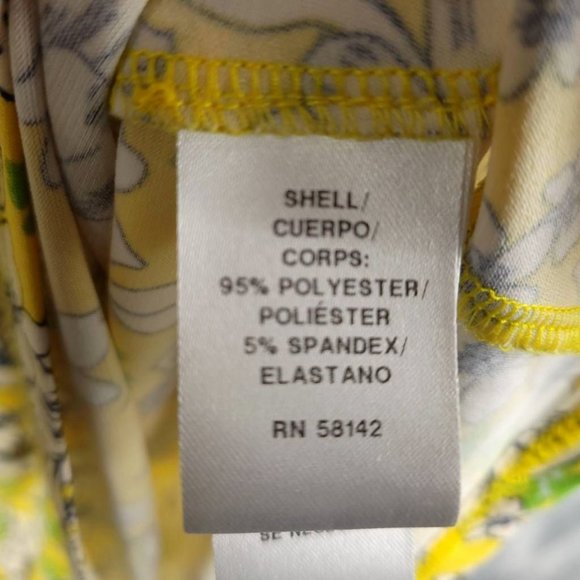 SHELL/
CUERPO/
CORPS:
95% POLYESTER/
POLIÉSTER
5% SPANDEX/
ELASTANO
RN 58142